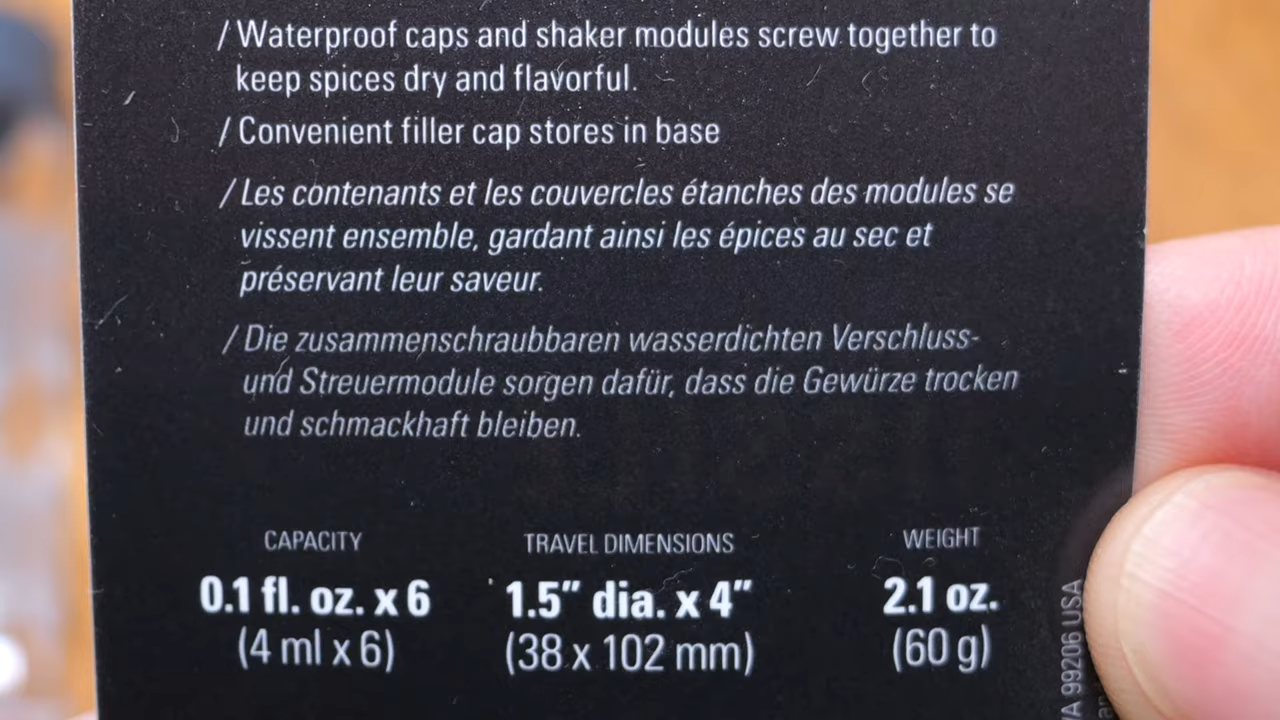 / Waterproof caps and shaker modules screw together to
keep spices dry and flavorful.
/ Convenient filler cap stores in base
/ Les contenants et les couvercles étanches des modules se
vissent ensemble, gardant ainsi les épices au sec et
préservant leur saveur.
/ Die zusammenschraubbaren wasserdichten Verschluss-
und Streuermodule sorgen dafür, dass die Gewürze trocken
und schmackhaft bleiben.
CAPACITY
0.1 fl. oz. x 6
(4 ml x 6)
TRAVEL DIMENSIONS
1.5" dia. x 4"
(38 x 102 mm)
WEIGHT
2.1 oz.
(60 g)
99206 USA